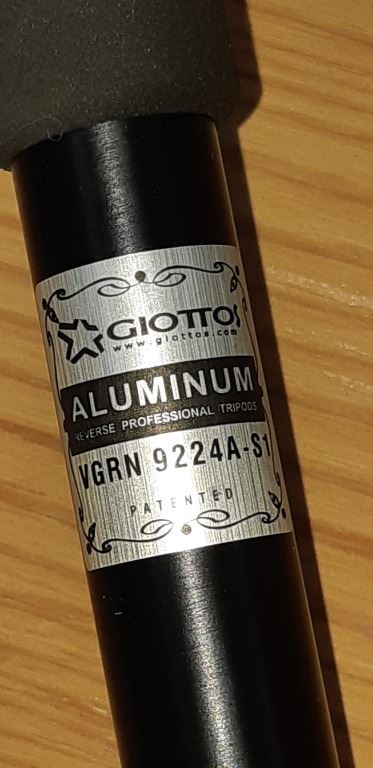 GIOTTOS
www.giottos.com
ALUMINUM
REVERSE PROFESSIONAL TRIPODS
VGRN 9224A-S1
PATENTED